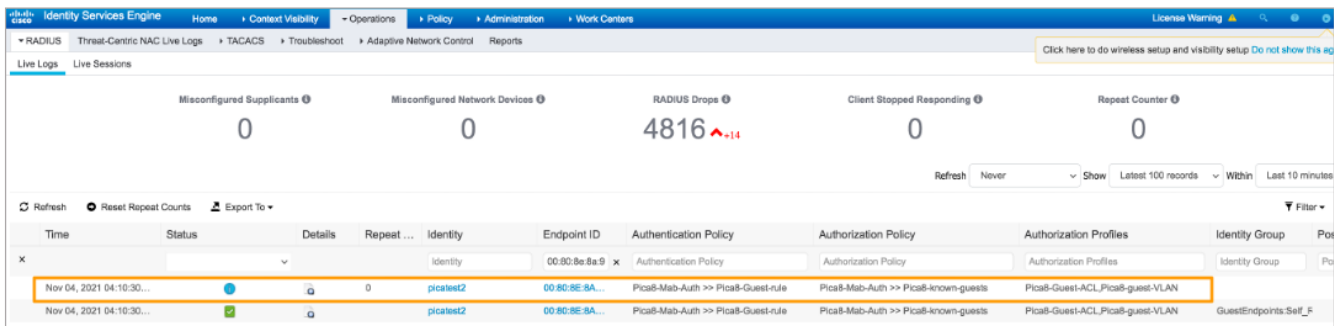 cisco Identity Services Engine Home Context Visibility Operations Policy Administration Work Centers License Warning
RADIUS Threat-Centric NAC Live Logs TACACS Troubleshoot Adaptive Network Control Reports
Click here to do wireless setup and visibility setup Do not show this ag
Live Logs Live Sessions
Misconfigured Supplicants Misconfigured Network Devices RADIUS Drops Client Stopped Responding Repeat Counter
0 0 4816 +14 0 0
Refresh Never Show Latest 100 records Within Last 10 minutes
Refresh Reset Repeat Counts Export To Filter
Time Status Details Repeat ... Identity Endpoint ID Authentication Policy Authorization Policy Authorization Profiles Identity Group Pos
× Identity 00:80:8e:8a:9 × Authentication Policy Authorization Policy Authorization Profiles Identity Group Po
Nov 04, 2021 04:10:30... 0 picatest2 00:80:8E:8A... Pica8-Mab-Auth >> Pica8-Guest-rule Pica8-Mab-Auth >> Pica8-known-guests Pica8-Guest-ACL,Pica8-guest-VLAN
Nov 04, 2021 04:10:30... picatest2 00:80:8E:8A... Pica8-Mab-Auth >> Pica8-Guest-rule Pica8-Mab-Auth >> Pica8-known-guests Pica8-Guest-ACL,Pica8-guest-VLAN GuestEndpoints:Self_R